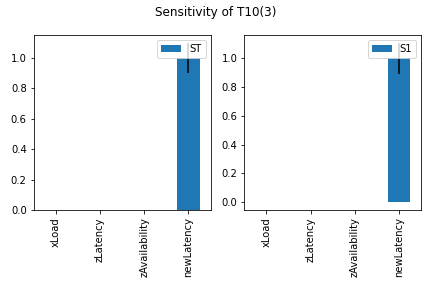 Sensitivity of T10(3)
ST
1.0
0.8
0.6
0.4
0.2
0.0
xLoad
zLatency
zAvailability
newLatency
S1
1.0
0.8
0.6
0.4
0.2
0.0
xLoad
zLatency
zAvailability
newLatency